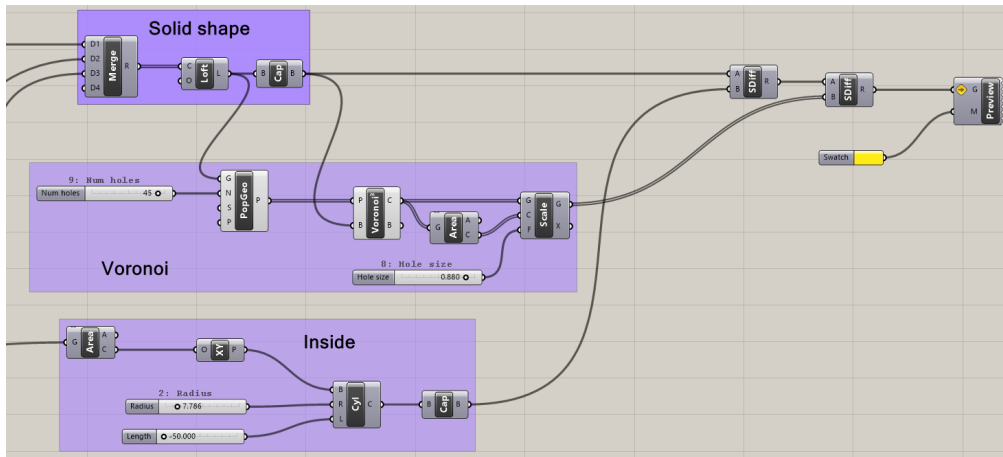 Solid shape
D1
D2
D3
D4
Merge
R
C
O
Loft
L
B
Cap
B
A
B
SDiff
R
A
B
SDiff
R
G
M
Preview
Swatch
9: Num holes
Num holes
45
G
N
S
P
PopGeo
P
P
B
Voronoi³
C
B
G
Area
A
C
G
C
F
Scale
G
X
8: Hole size
Hole size
0.880
Voronoi
Inside
G
Area
A
C
O
XY
P
2: Radius
Radius
7.786
Length
-50.000
B
R
L
Cyl
C
B
Cap
B